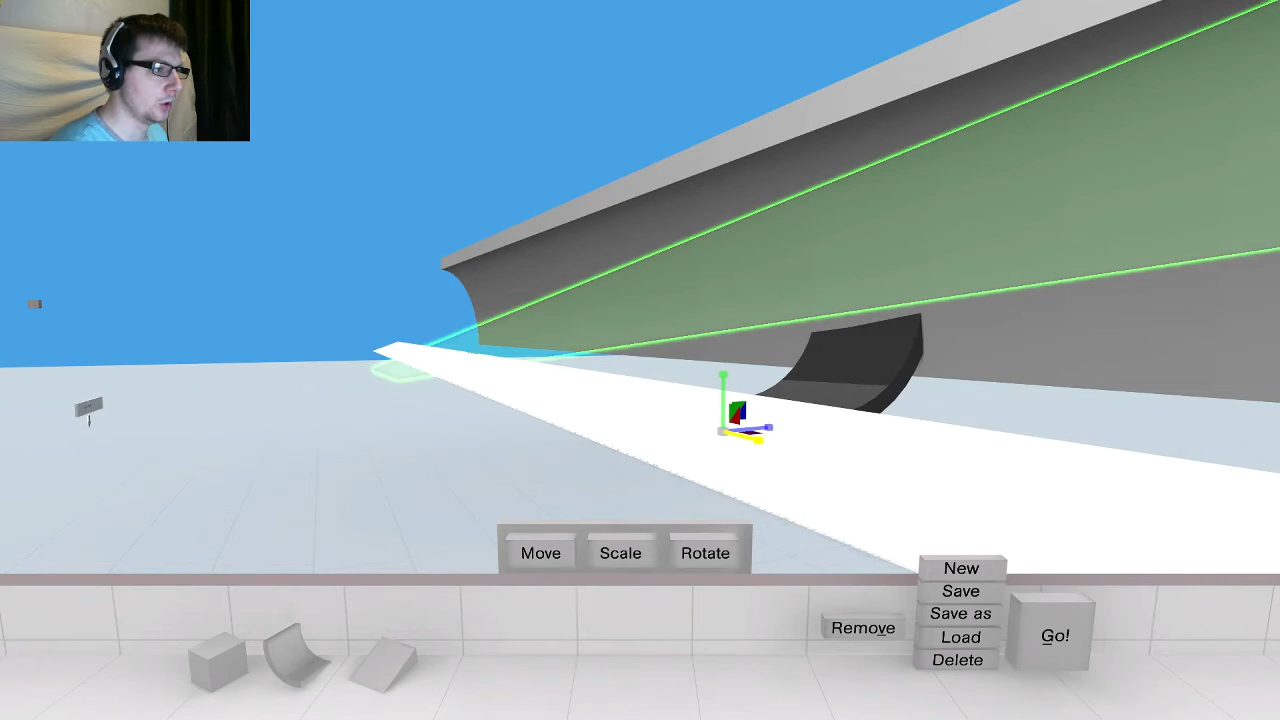 Move
Scale
Rotate
New
Save
Save as
Load
Delete
Remove
Go!